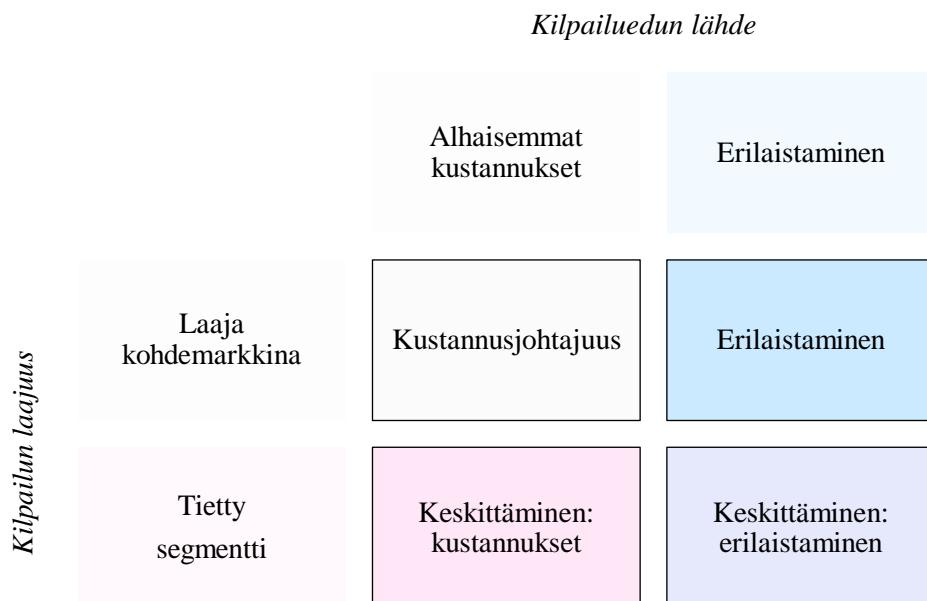 Kilpailuedun lähde
Alhaisemmat
kustannukset
Erilaistaminen
Kilpailun laajuus
Laaja
kohdemarkkina
Kustannusjohtajuus
Erilaistaminen
Tietty
segmentti
Keskittäminen:
kustannukset
Keskittäminen:
erilaistaminen